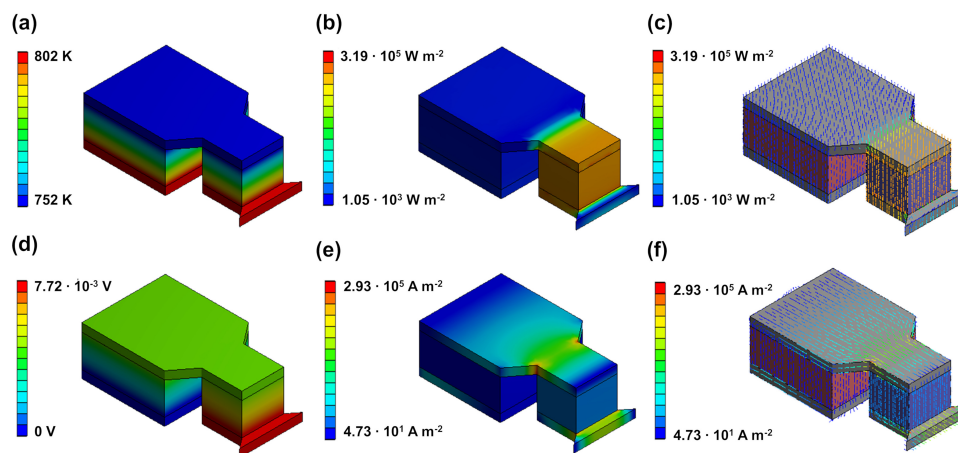 (a)
802 K
752 K
(b)
3.19 · 10⁵ W m⁻²
1.05 · 10³ W m⁻²
(c)
3.19 · 10⁵ W m⁻²
1.05 · 10³ W m⁻²
(d)
7.72 · 10⁻³ V
0 V
(e)
2.93 · 10⁵ A m⁻²
4.73 · 10¹ A m⁻²
(f)
2.93 · 10⁵ A m⁻²
4.73 · 10¹ A m⁻²